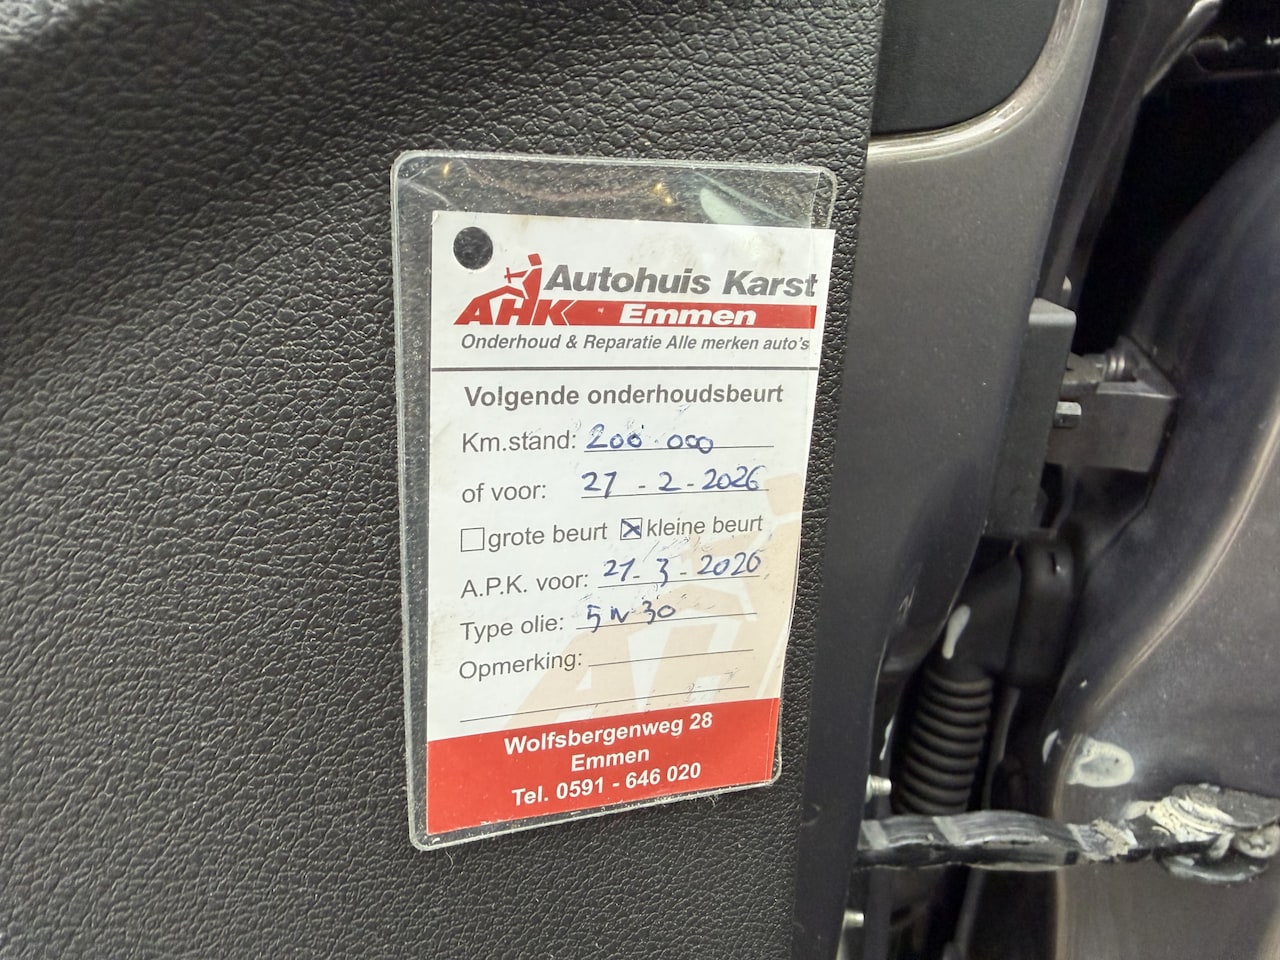 Autohuis Karst
AHK Emmen
Onderhoud & Reparatie Alle merken auto's
Volgende onderhoudsbeurt
Km.stand: 200.000
of voor: 27-2-2026
grote beurt kleine beurt
A.P.K. voor: 27-3-2026
Type olie: 5W30
Opmerking:
Wolfsbergenweg 28
Emmen
Tel. 0591 - 646 020